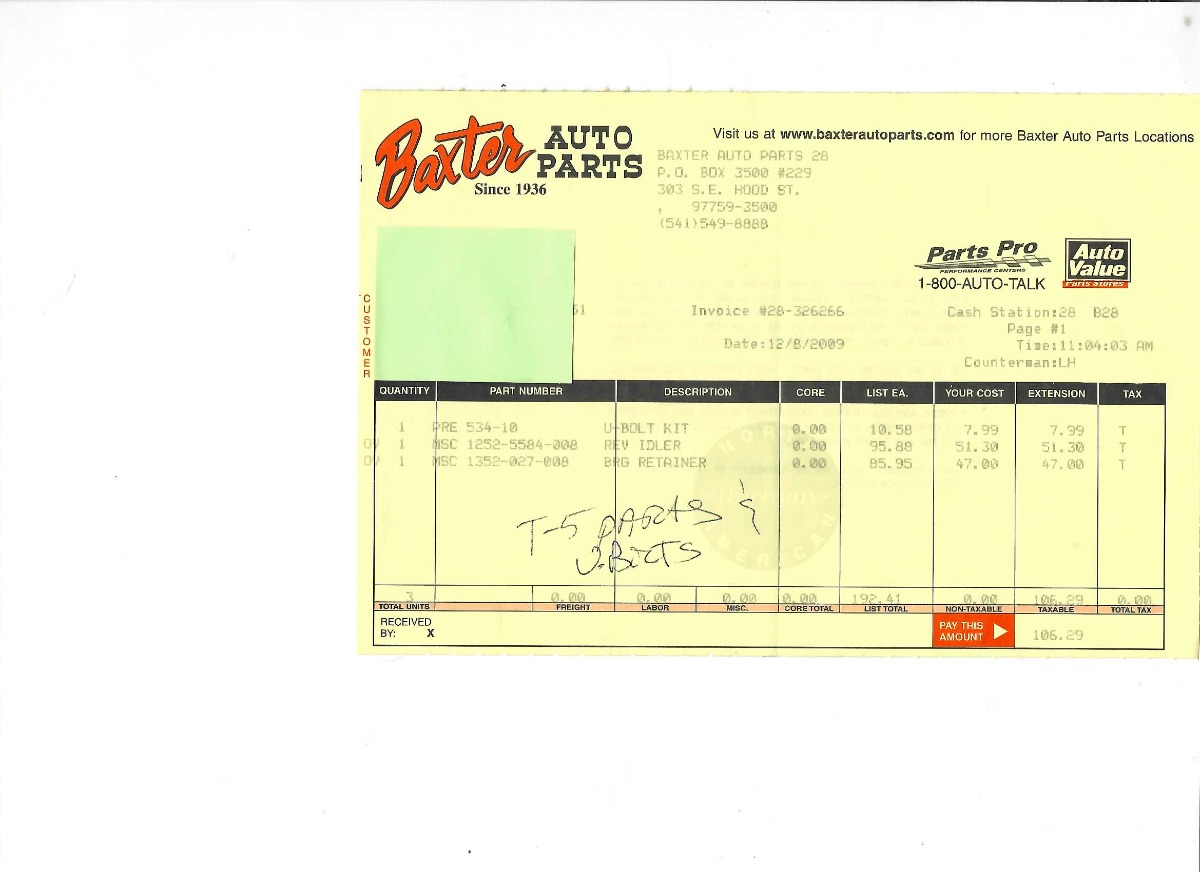 Baxter AUTO PARTS
Since 1936
Visit us at www.baxterautoparts.com for more Baxter Auto Parts Locations
BAXTER AUTO PARTS 28
P.O. BOX 3500 #229
303 S.E. HOOD ST.
, 97759-3500
(541)549-8888
Parts Pro
PERFORMANCE CENTERS
1-800-AUTO-TALK
Auto Value
Parts Stores
CUSTOMER
51 Invoice #28-326266 Cash Station:28 B28
Page #1
Date:12/8/2009 Time:11:04:03 AM
Counterman:LH
QUANTITY PART NUMBER DESCRIPTION CORE LIST EA. YOUR COST EXTENSION TAX
1 PRE 534-10 U-BOLT KIT 0.00 10.58 7.99 7.99 T
OV 1 MSC 1252-5584-008 REV IDLER 0.00 95.88 51.30 51.30 T
OV 1 MSC 1352-027-008 BRG RETAINER 0.00 85.95 47.00 47.00 T
T-5 PARTS &
U-BOLTS
3 0.00 0.00 0.00 0.00 192.41 0.00 106.29 0.00
TOTAL UNITS FREIGHT LABOR MISC. CORE TOTAL LIST TOTAL NON-TAXABLE TAXABLE TOTAL TAX
RECEIVED
BY: X
PAY THIS
AMOUNT 106.29